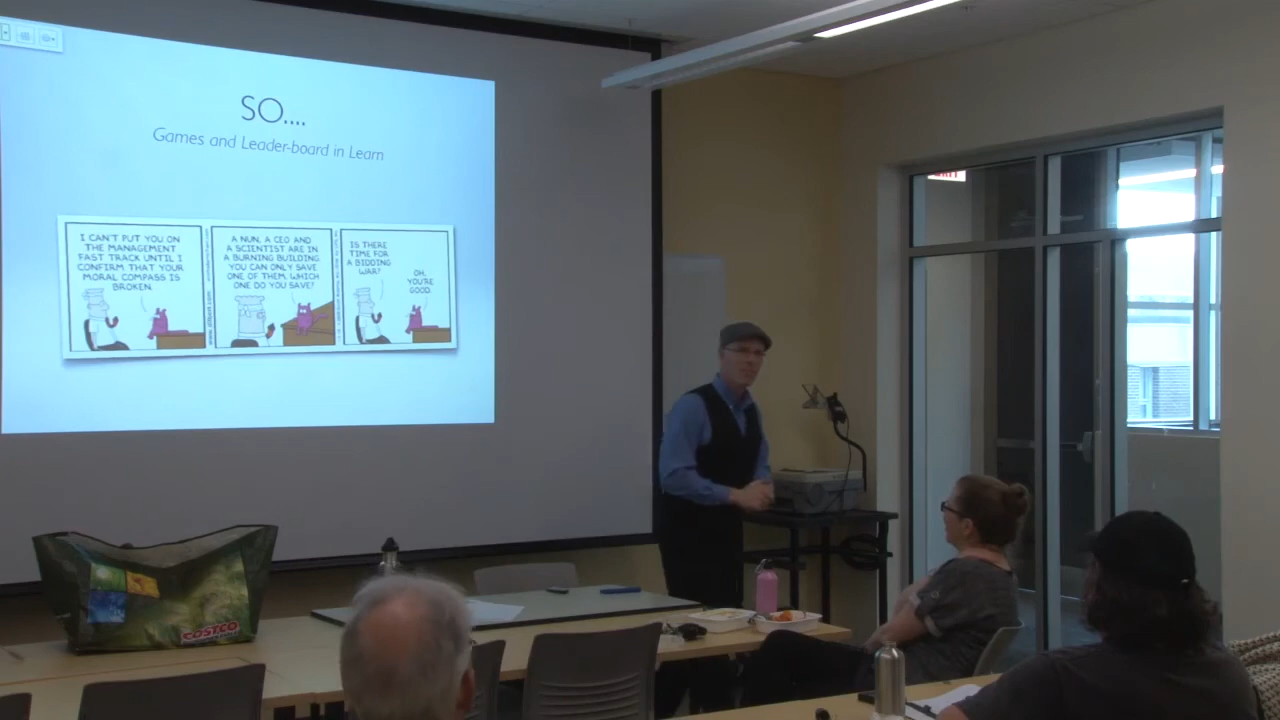 SO....
Games and Leader-board in Learn
I CAN'T PUT YOU ON
THE MANAGEMENT
FAST TRACK UNTIL I
CONFIRM THAT YOUR
MORAL COMPASS IS
BROKEN.
A NUN, A CEO AND
A SCIENTIST ARE IN
A BURNING BUILDING
YOU CAN ONLY SAVE
ONE OF THEM. WHICH
ONE DO YOU SAVE?
IS THERE
TIME FOR
A BIDDING
WAR?
OH,
YOU'RE
GOOD.
COSTCO